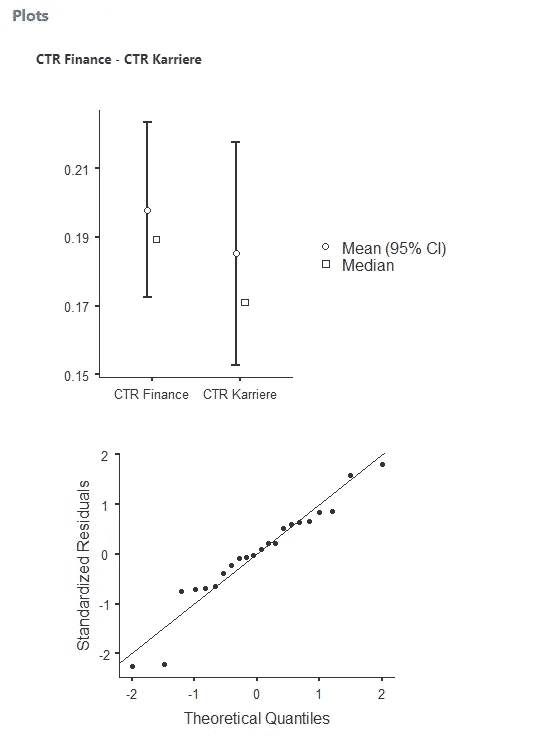 Plots
CTR Finance - CTR Karriere
0.21
0.19
0.17
0.15
CTR Finance CTR Karriere
Mean (95% CI)
Median
2
1
0
-1
-2
Standardized Residuals
-2 -1 0 1 2
Theoretical Quantiles